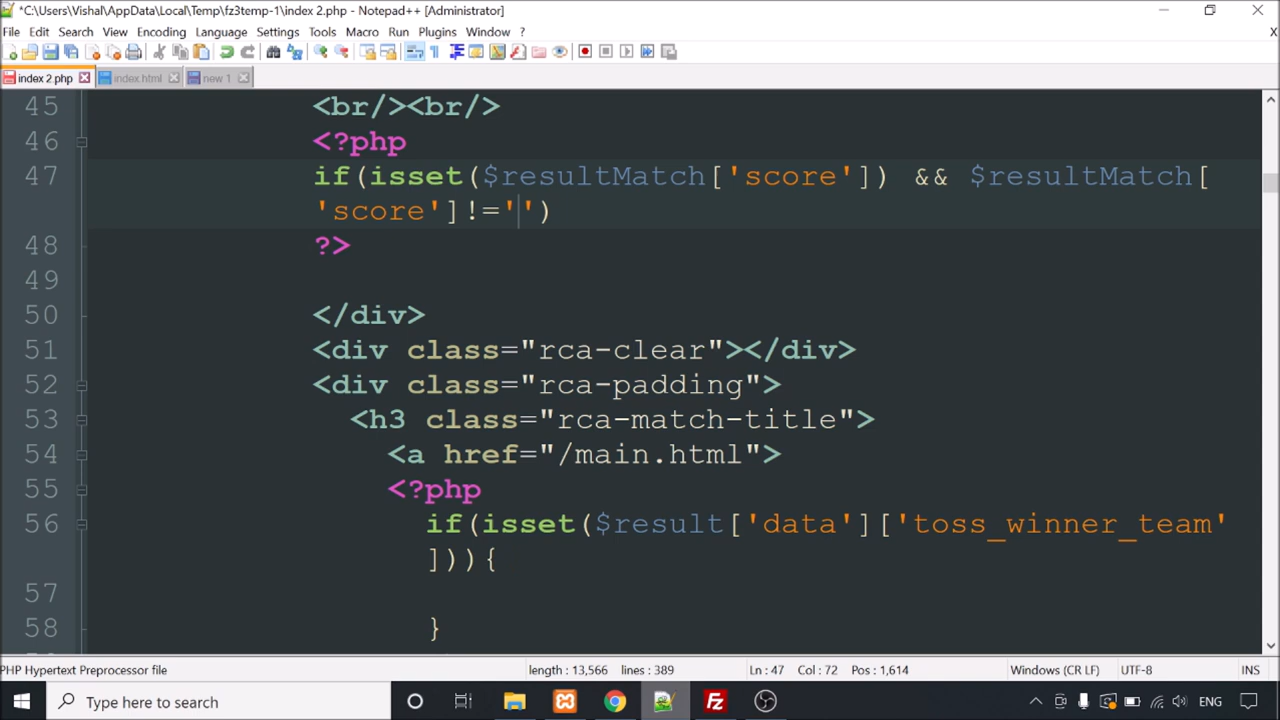 *C:\Users\Vishal\AppData\Local\Temp\fz3temp-1\index 2.php - Notepad++ [Administrator]
File Edit Search View Encoding Language Settings Tools Macro Run Plugins Window ? X
index 2.php index.html new 1
45 <br/><br/>
46 <?php
47 if(isset($resultMatch['score']) && $resultMatch[
'score']!='')
48 ?>
49
50 </div>
51 <div class="rca-clear"></div>
52 <div class="rca-padding">
53 <h3 class="rca-match-title">
54 <a href="/main.html">
55 <?php
56 if(isset($result['data']['toss_winner_team'
])){
57
58 }
PHP Hypertext Preprocessor file length : 13,566 lines : 389 Ln : 47 Col : 72 Pos : 1,614 Windows (CR LF) UTF-8 INS
Type here to search ENG